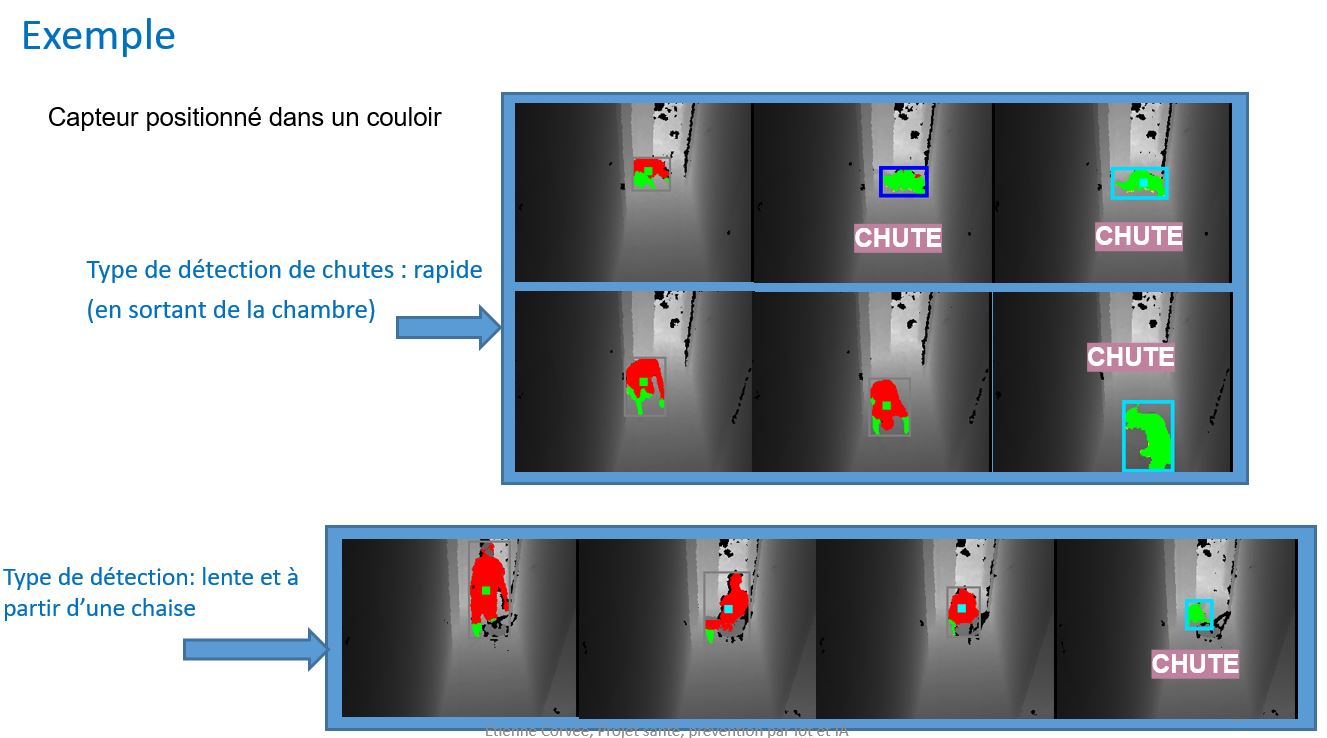 Exemple
Capteur positionné dans un couloir
CHUTE
CHUTE
Type de détection de chutes : rapide
(en sortant de la chambre)
CHUTE
Type de détection: lente et à
partir d’une chaise
CHUTE
Etienne Corvée, Projet santé, prévention par Iot et IA